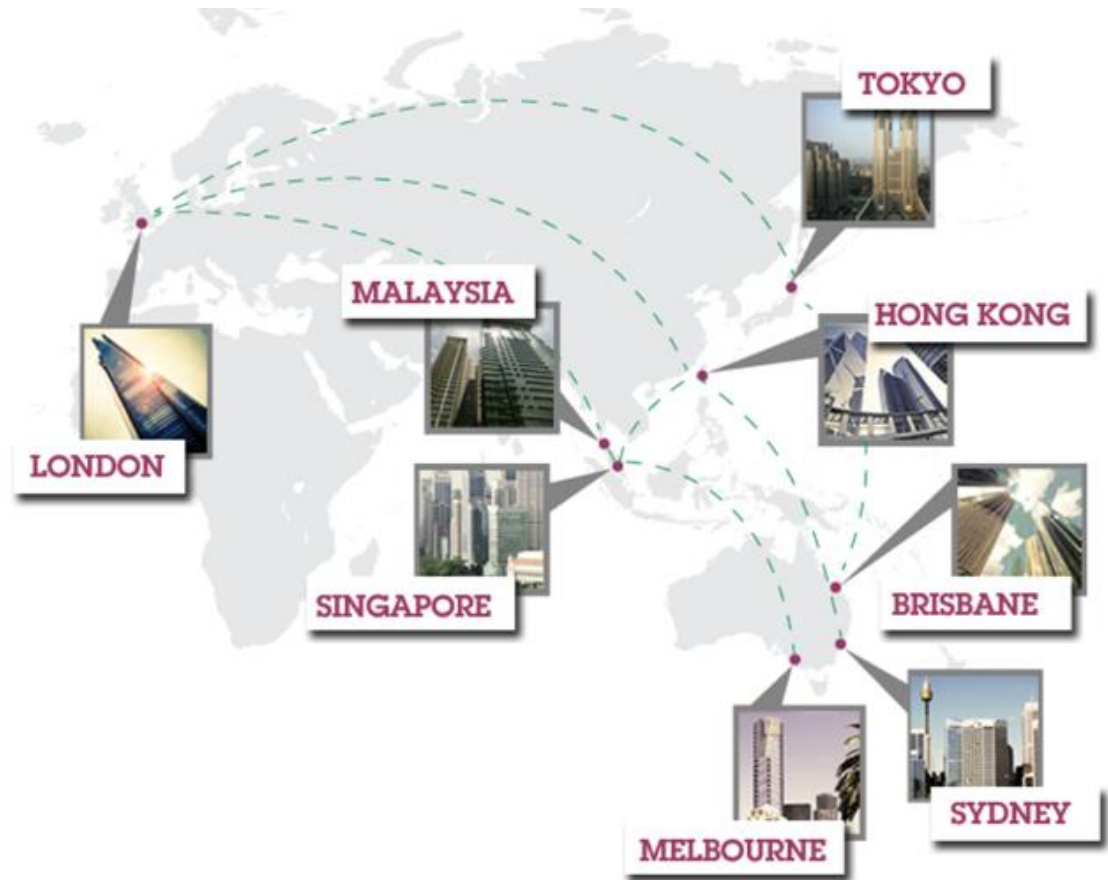 TOKYO
MALAYSIA
HONG KONG
LONDON
SINGAPORE
BRISBANE
SYDNEY
MELBOURNE